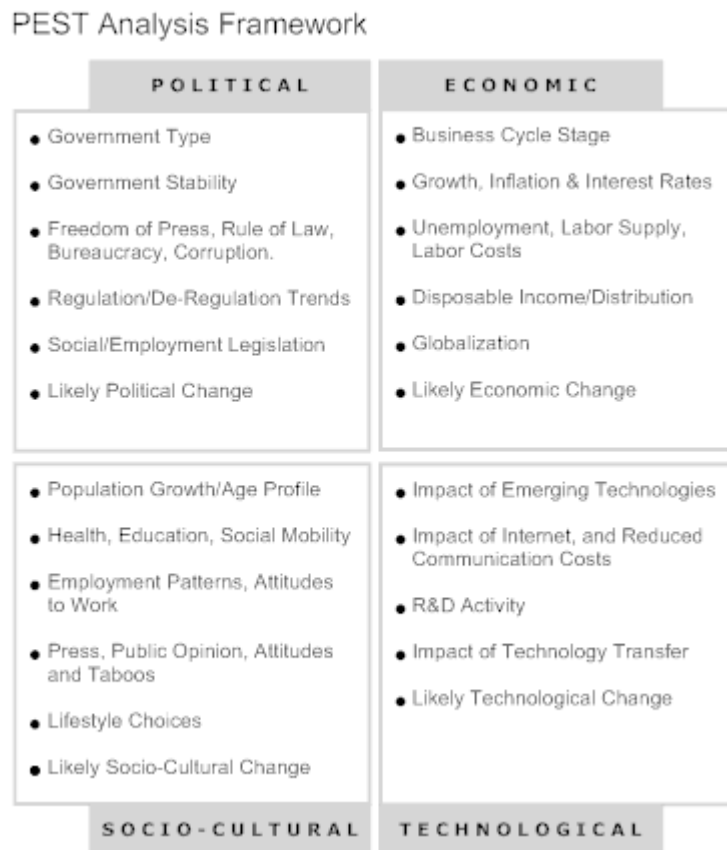 PEST Analysis Framework
POLITICAL
● Government Type
● Government Stability
● Freedom of Press, Rule of Law,
Bureaucracy, Corruption.
● Regulation/De-Regulation Trends
● Social/Employment Legislation
● Likely Political Change
ECONOMIC
● Business Cycle Stage
● Growth, Inflation & Interest Rates
● Unemployment, Labor Supply,
Labor Costs
● Disposable Income/Distribution
● Globalization
● Likely Economic Change
● Population Growth/Age Profile
● Health, Education, Social Mobility
● Employment Patterns, Attitudes
to Work
● Press, Public Opinion, Attitudes
and Taboos
● Lifestyle Choices
● Likely Socio-Cultural Change
SOCIO-CULTURAL
● Impact of Emerging Technologies
● Impact of Internet, and Reduced
Communication Costs
● R&D Activity
● Impact of Technology Transfer
● Likely Technological Change
TECHNOLOGICAL